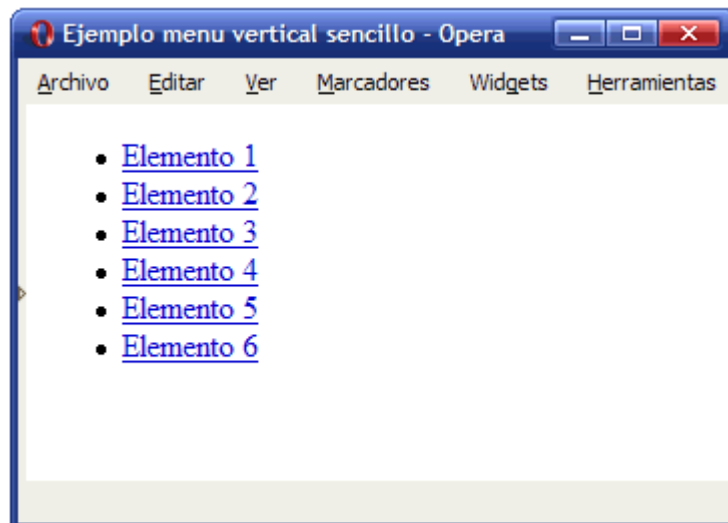 Ejemplo menu vertical sencillo - Opera
Archivo Editar Ver Marcadores Widgets Herramientas
Elemento 1
Elemento 2
Elemento 3
Elemento 4
Elemento 5
Elemento 6